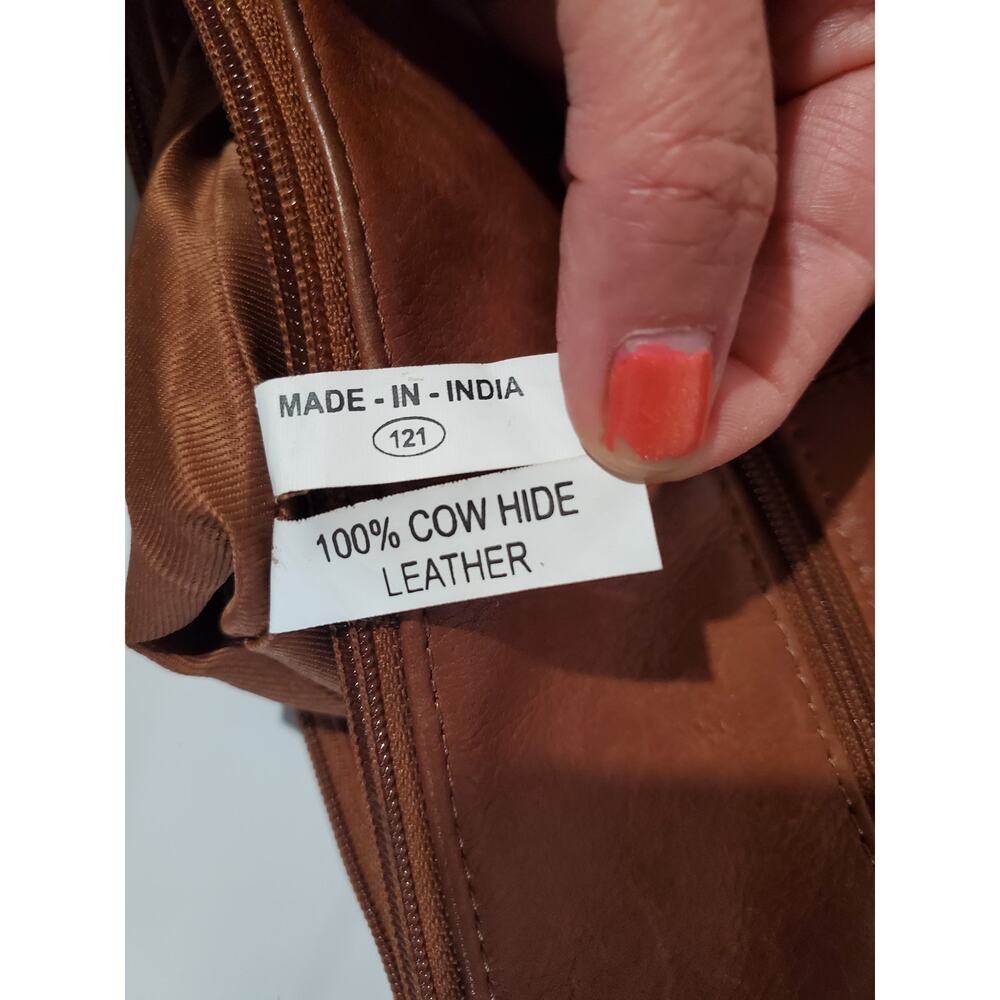 MADE - IN - INDIA
121
100% COW HIDE
LEATHER